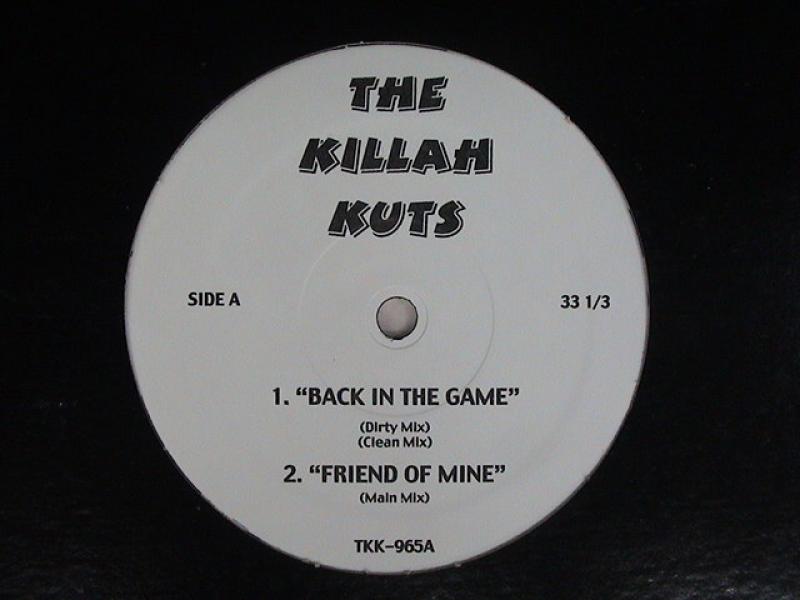 THE
KILLAH
KUTS
SIDE A
33 1/3
1. “BACK IN THE GAME”
(Dirty Mix)
(Clean Mix)
2. “FRIEND OF MINE”
(Main Mix)
TKK-965A